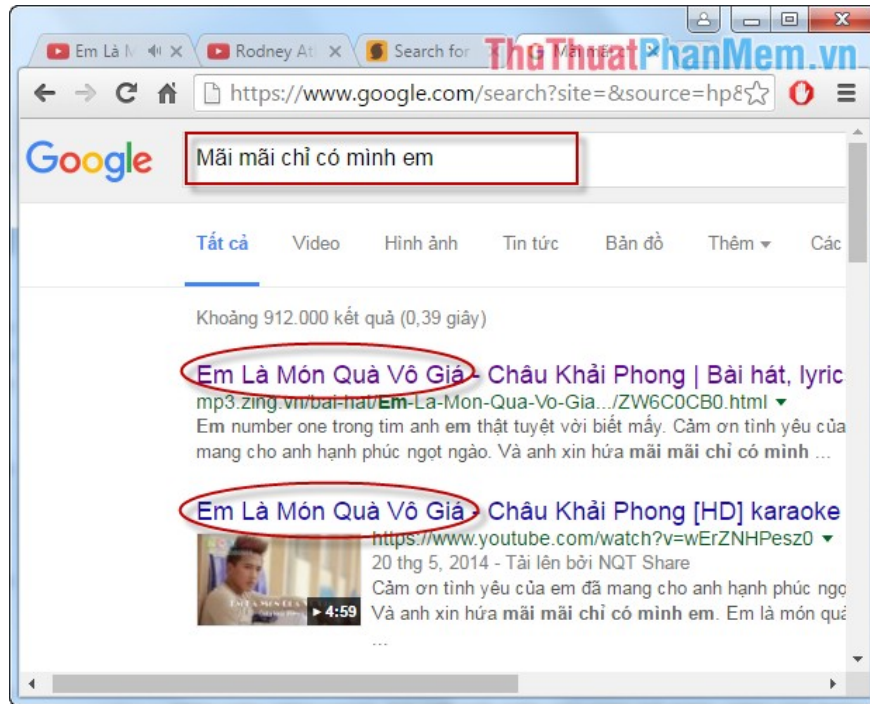 Em Là M
Rodney Atl
Search for
ThuThuatPhanMem.vn
https://www.google.com/search?site=&source=hp&
Google
Mãi mãi chỉ có mình em
Tất cả Video Hình ảnh Tin tức Bản đồ Thêm Các
Khoảng 912.000 kết quả (0,39 giây)
Em Là Món Quà Vô Giá - Châu Khải Phong | Bài hát, lyric
mp3.zing.vn/bai-hat/Em-La-Mon-Qua-Vo-Gia.../ZW6C0CB0.html
Em number one trong tim anh em thật tuyệt vời biết mấy. Cảm ơn tình yêu của
mang cho anh hạnh phúc ngọt ngào. Và anh xin hứa mãi mãi chỉ có mình ...
Em Là Món Quà Vô Giá - Châu Khải Phong [HD] karaoke
https://www.youtube.com/watch?v=wErZNHPesz0
20 thg 5, 2014 - Tải lên bởi NQT Share
Cảm ơn tình yêu của em đã mang cho anh hạnh phúc ngọ
4:59
Và anh xin hứa mãi mãi chỉ có mình em. Em là món quà
...